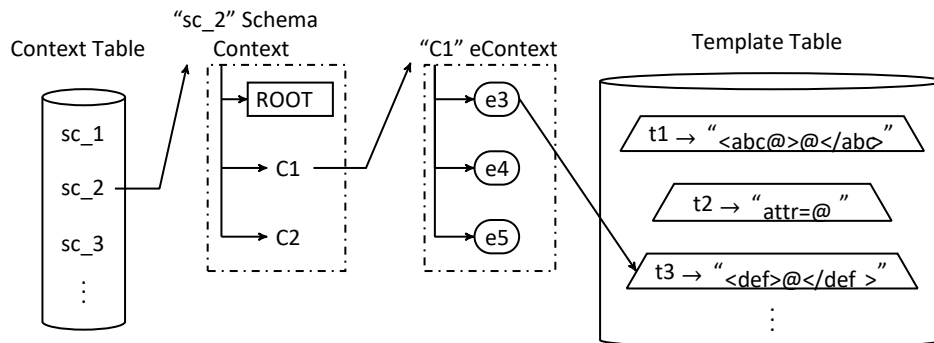 Context Table
sc_1
sc_2
sc_3
⋮
“sc_2” Schema
Context
ROOT
C1
C2
“C1” eContext
e3
e4
e5
Template Table
t1 → “<abc@>@</abc>”
t2 → “attr=@ ”
t3 → “<def>@</def >”
⋮